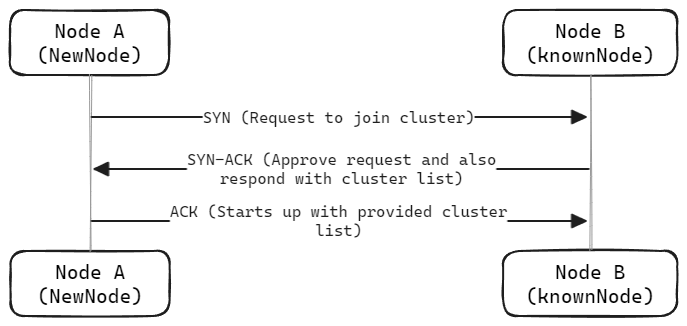 Node A
(NewNode)
Node B
(knownNode)
SYN (Request to join cluster)
SYN-ACK (Approve request and also
respond with cluster list)
ACK (Starts up with provided cluster
list)
Node A
(NewNode)
Node B
(knownNode)